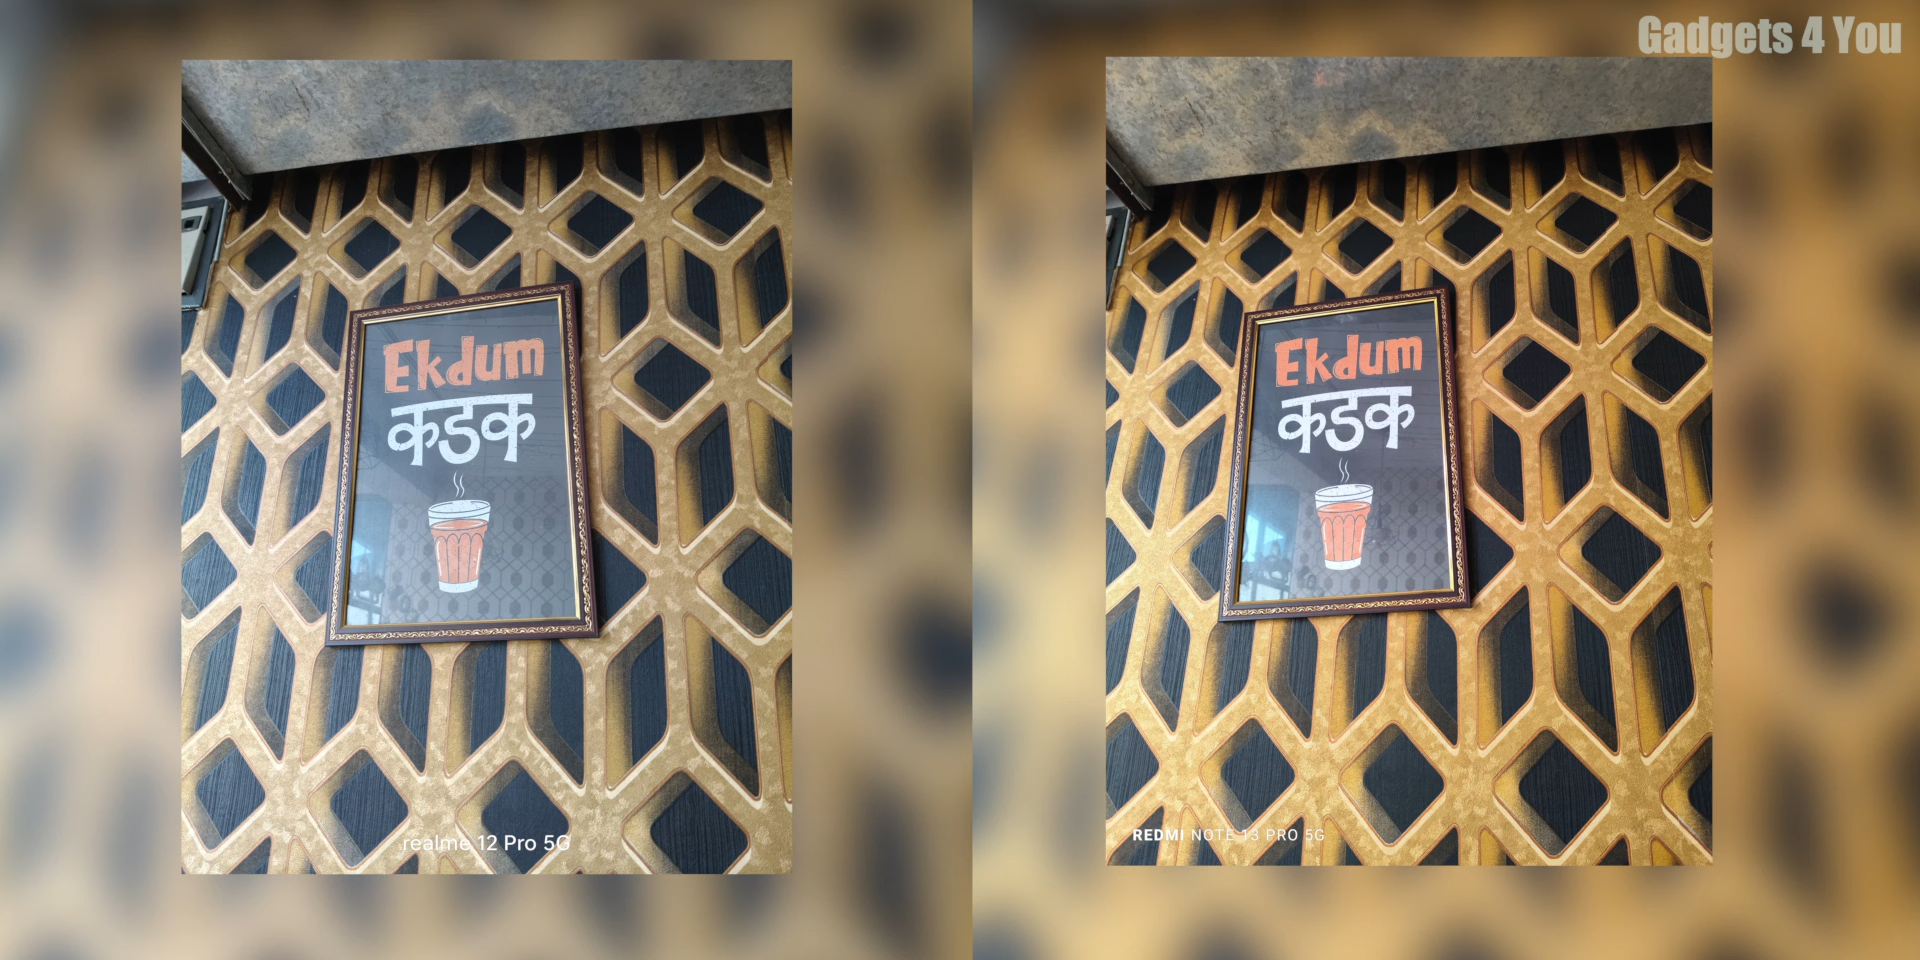 Gadgets 4 You
Ekdum
कडक
realme 12 Pro 5G
Ekdum
कडक
REDMI NOTE 13 PRO 5G